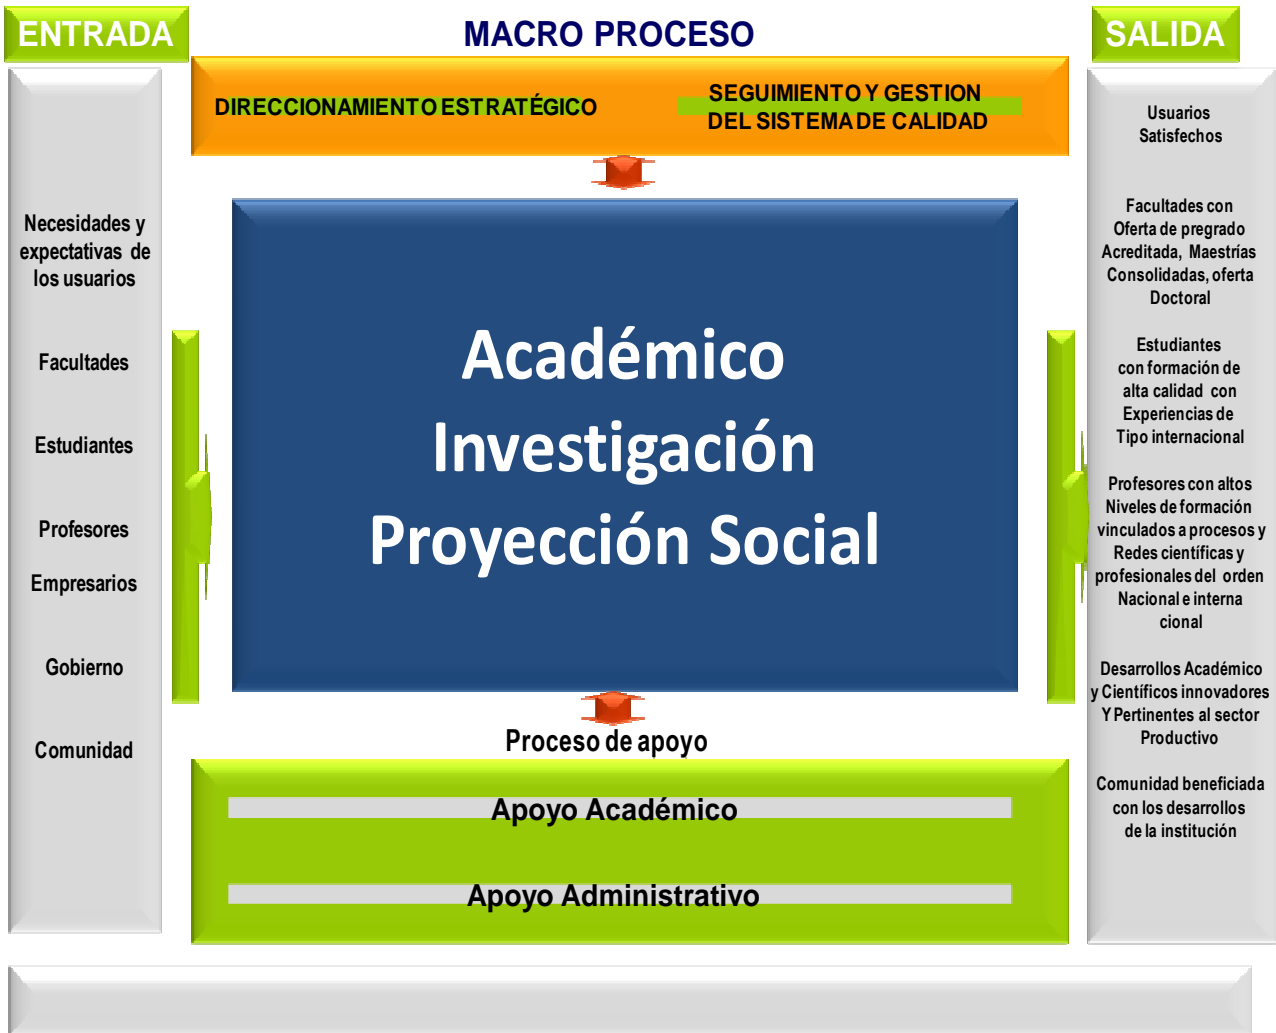 ENTRADA
MACRO PROCESO
SALIDA
DIRECCIONAMIENTO ESTRATÉGICO
SEGUIMIENTO Y GESTION
DEL SISTEMA DE CALIDAD
Necesidades y
expectativas de
los usuarios
Facultades
Estudiantes
Profesores
Empresarios
Gobierno
Comunidad
Académico
Investigación
Proyección Social
Proceso de apoyo
Apoyo Académico
Apoyo Administrativo
Usuarios
Satisfechos
Facultades con
Oferta de pregrado
Acreditada, Maestrías
Consolidadas, oferta
Doctoral
Estudiantes
con formación de
alta calidad con
Experiencias de
Tipo internacional
Profesores con altos
Niveles de formación
vinculados a procesos y
Redes científicas y
profesionales del orden
Nacional e interna
cional
Desarrollos Académico
y Científicos innovadores
Y Pertinentes al sector
Productivo
Comunidad beneficiada
con los desarrollos
de la institución